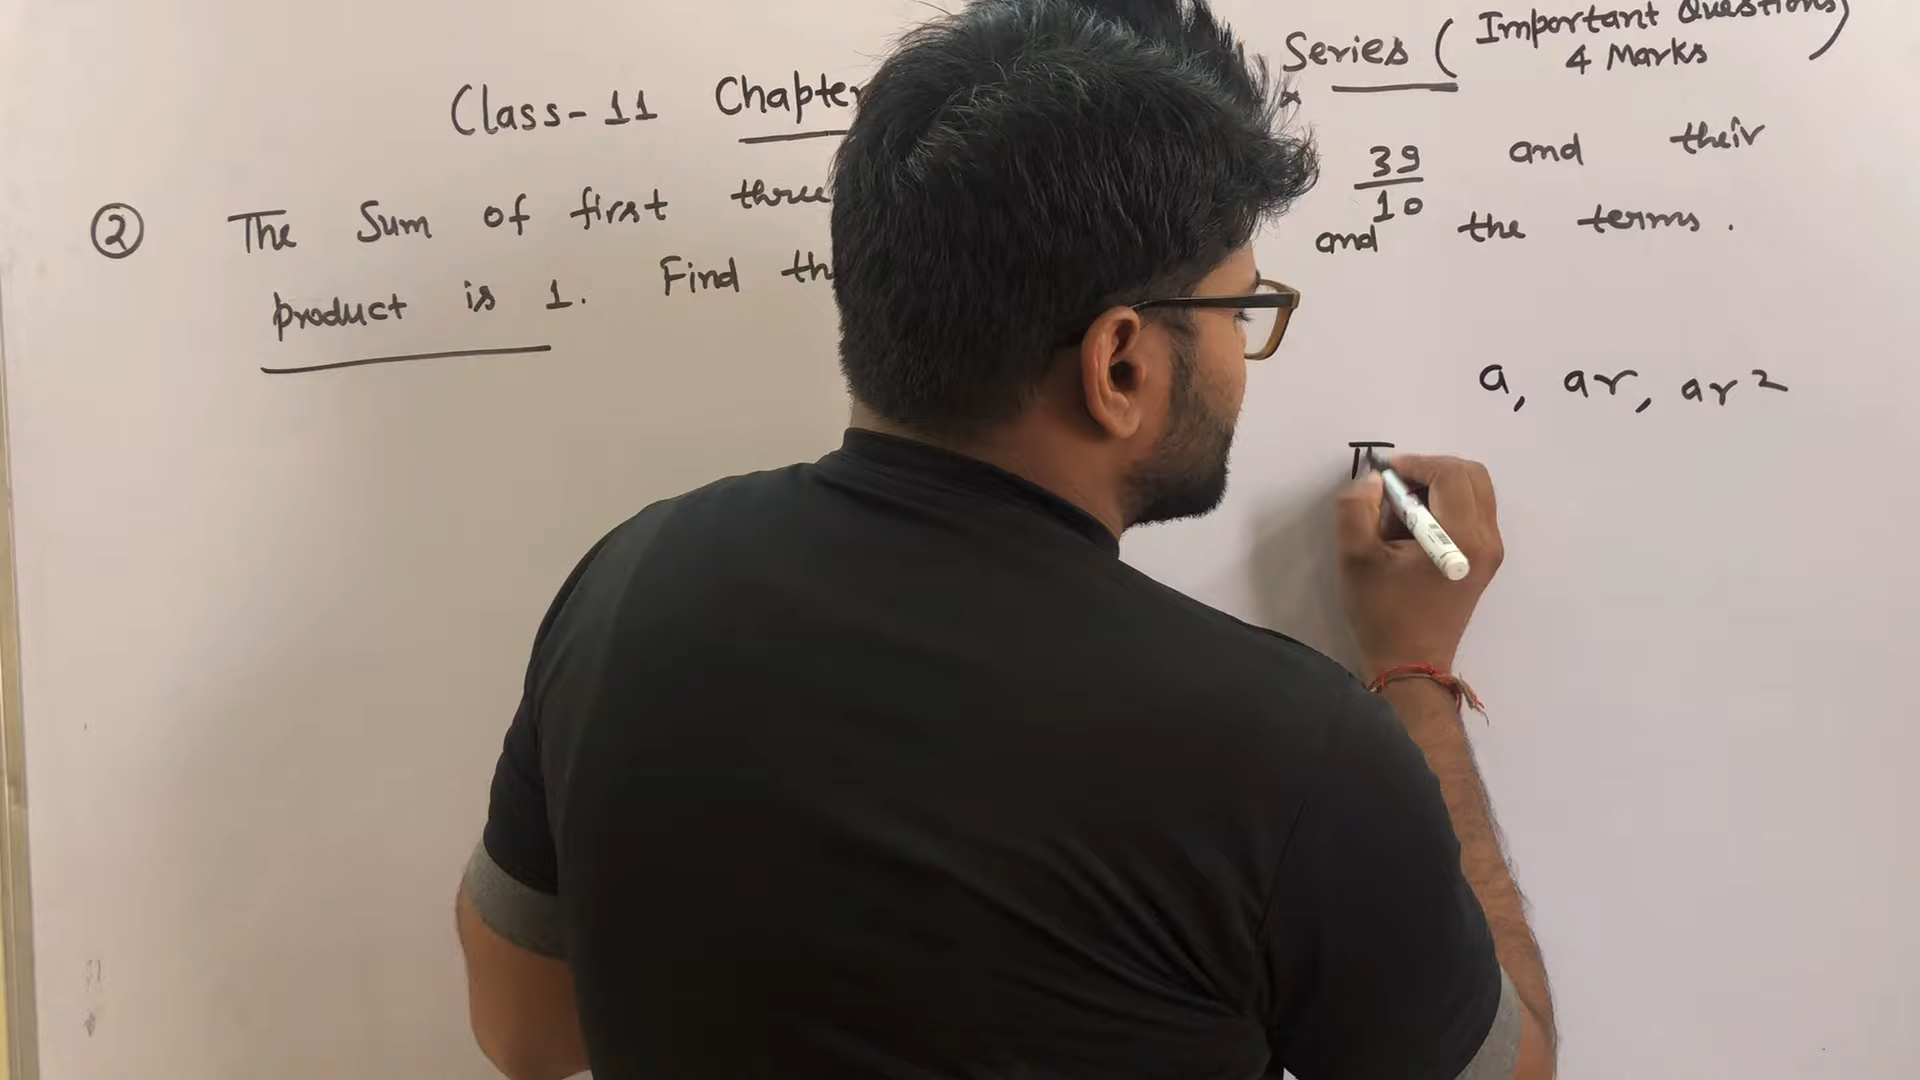 Series ( Important Questions)
4 Marks
Class-11 Chapter
39/10 and their
② The Sum of first three
and the terms.
product is 1. Find th
a, ar, ar²